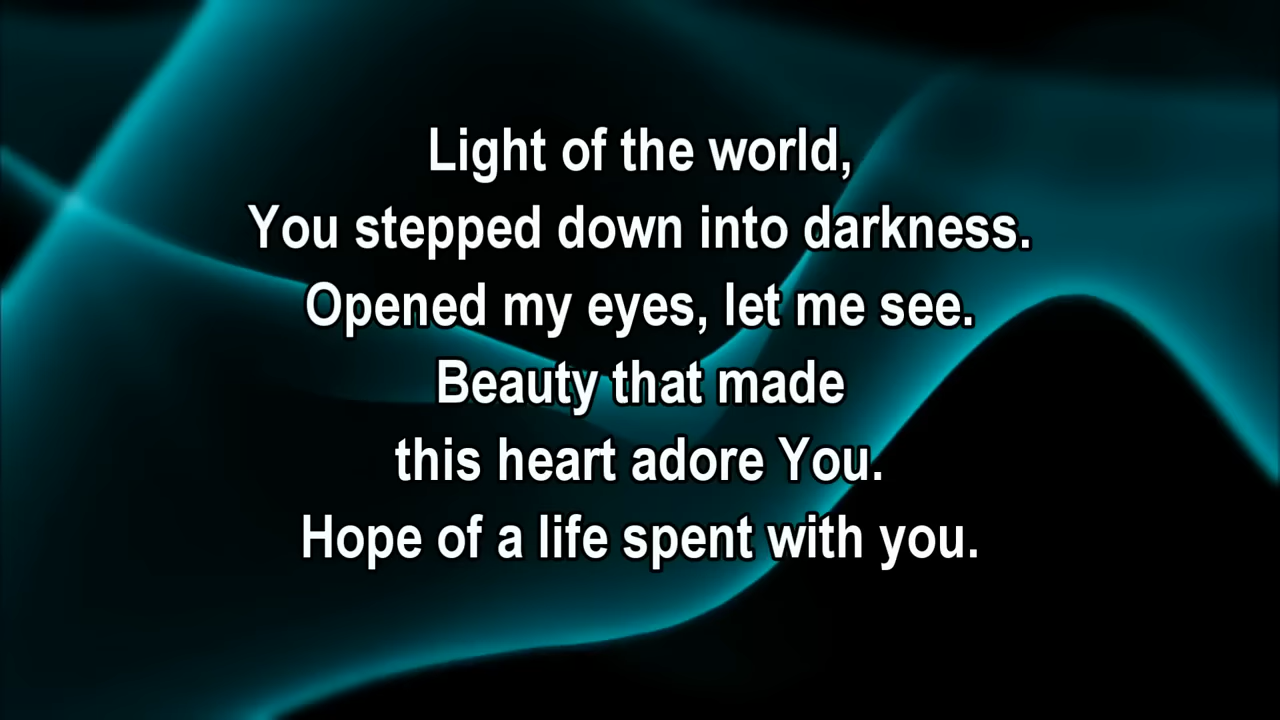 Light of the world,
You stepped down into darkness.
Opened my eyes, let me see.
Beauty that made
this heart adore You.
Hope of a life spent with you.